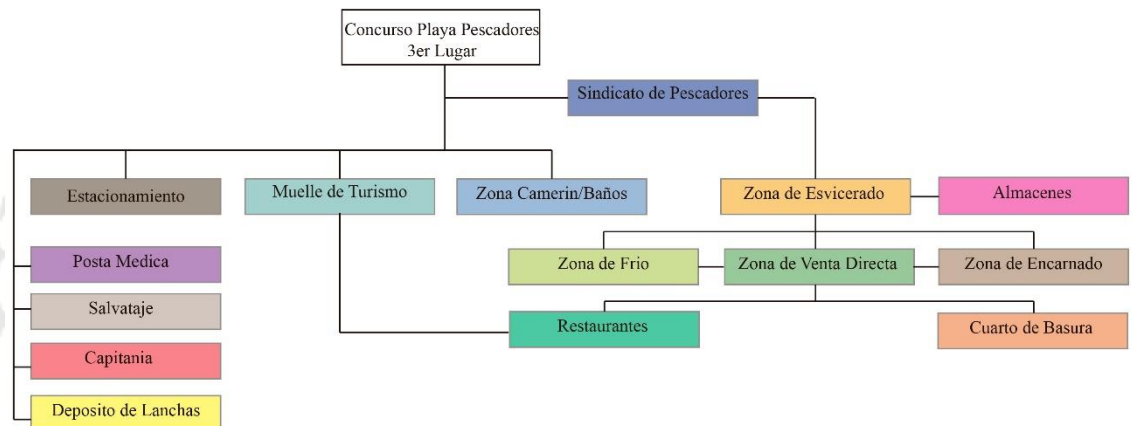 Concurso Playa Pescadores
3er Lugar
Sindicato de Pescadores
Estacionamiento
Muelle de Turismo
Zona Camerin/Baños
Zona de Esvicerado
Almacenes
Posta Medica
Zona de Frio
Zona de Venta Directa
Zona de Encarnado
Salvataje
Restaurantes
Cuarto de Basura
Capitania
Deposito de Lanchas